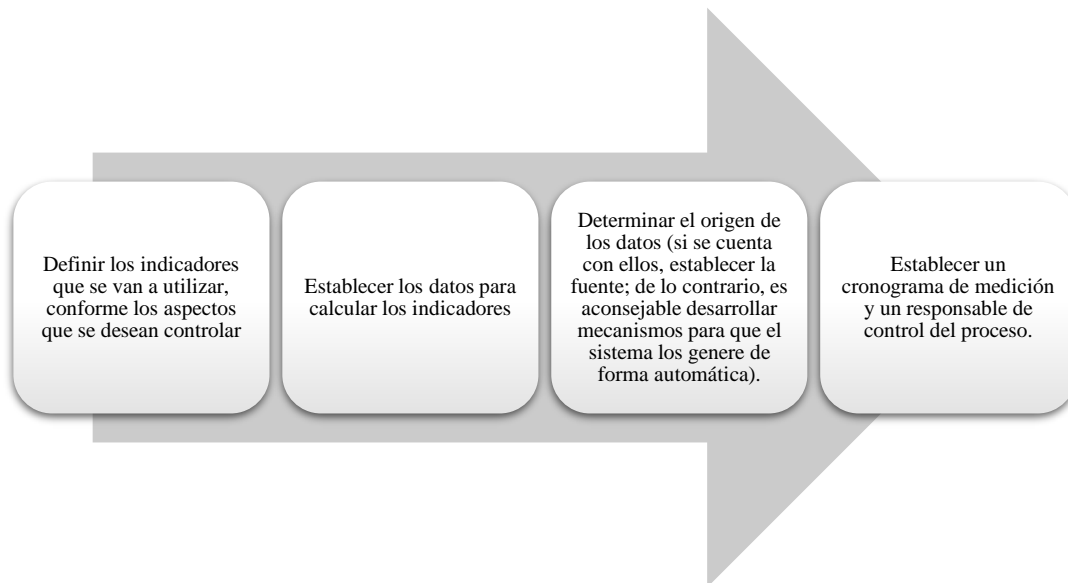 Definir los indicadores
que se van a utilizar,
conforme los aspectos
que se desean controlar
Establecer los datos para
calcular los indicadores
Determinar el origen de
los datos (si se cuenta
con ellos, establecer la
fuente; de lo contrario, es
aconsejable desarrollar
mecanismos para que el
sistema los genere de
forma automática).
Establecer un
cronograma de medición
y un responsable de
control del proceso.